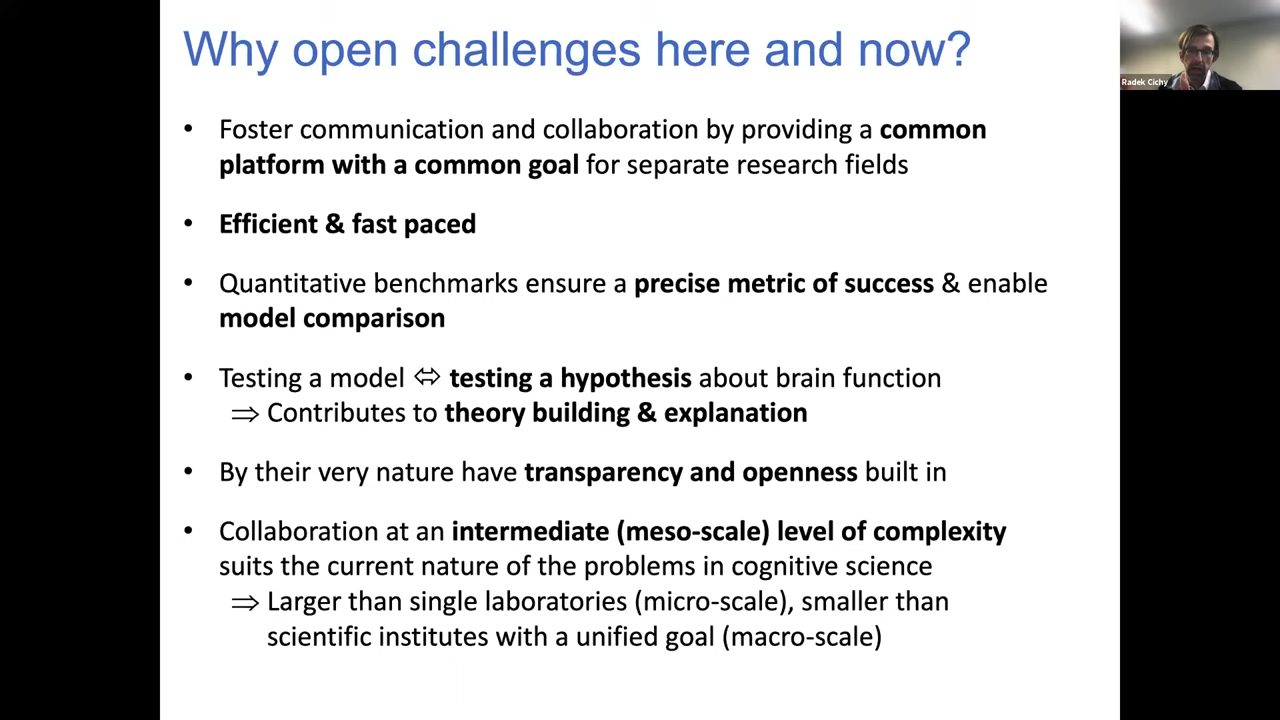 Why open challenges here and now?
Radek Cichy
• Foster communication and collaboration by providing a common
platform with a common goal for separate research fields
• Efficient & fast paced
• Quantitative benchmarks ensure a precise metric of success & enable
model comparison
• Testing a model ⇔ testing a hypothesis about brain function
⇒ Contributes to theory building & explanation
• By their very nature have transparency and openness built in
• Collaboration at an intermediate (meso-scale) level of complexity
suits the current nature of the problems in cognitive science
⇒ Larger than single laboratories (micro-scale), smaller than
scientific institutes with a unified goal (macro-scale)